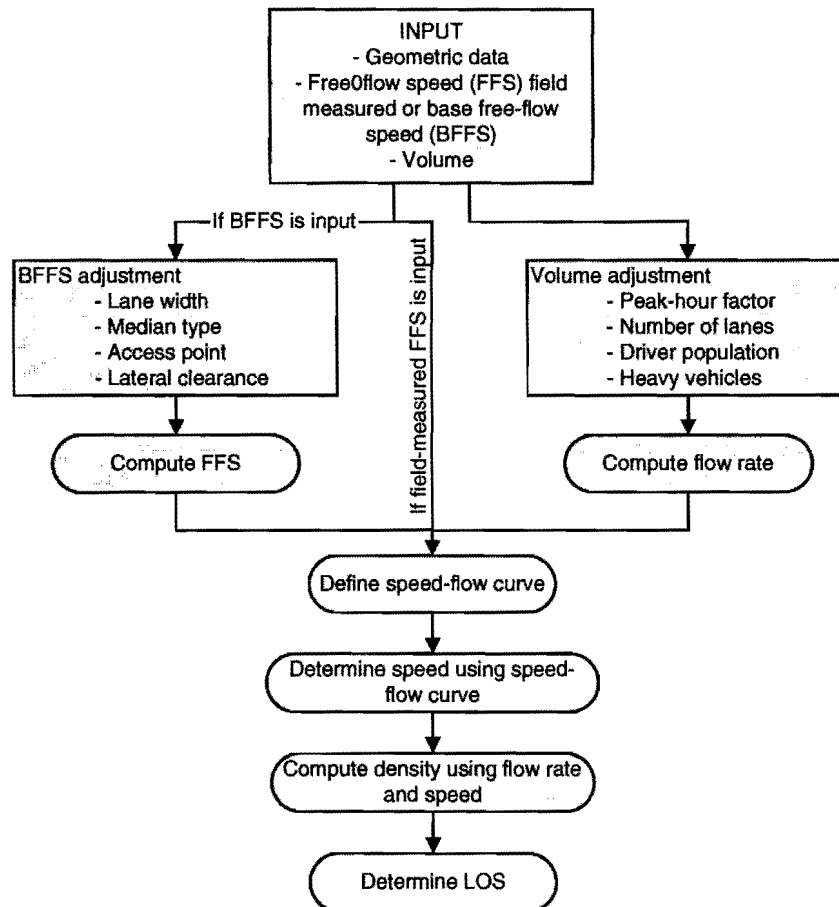 INPUT
- Geometric data
- Free0flow speed (FFS) field
measured or base free-flow
speed (BFFS)
- Volume
If BFFS is input
If field-measured FFS is input
BFFS adjustment
- Lane width
- Median type
- Access point
- Lateral clearance
Volume adjustment
- Peak-hour factor
- Number of lanes
- Driver population
- Heavy vehicles
Compute FFS
Compute flow rate
Define speed-flow curve
Determine speed using speed-
flow curve
Compute density using flow rate
and speed
Determine LOS